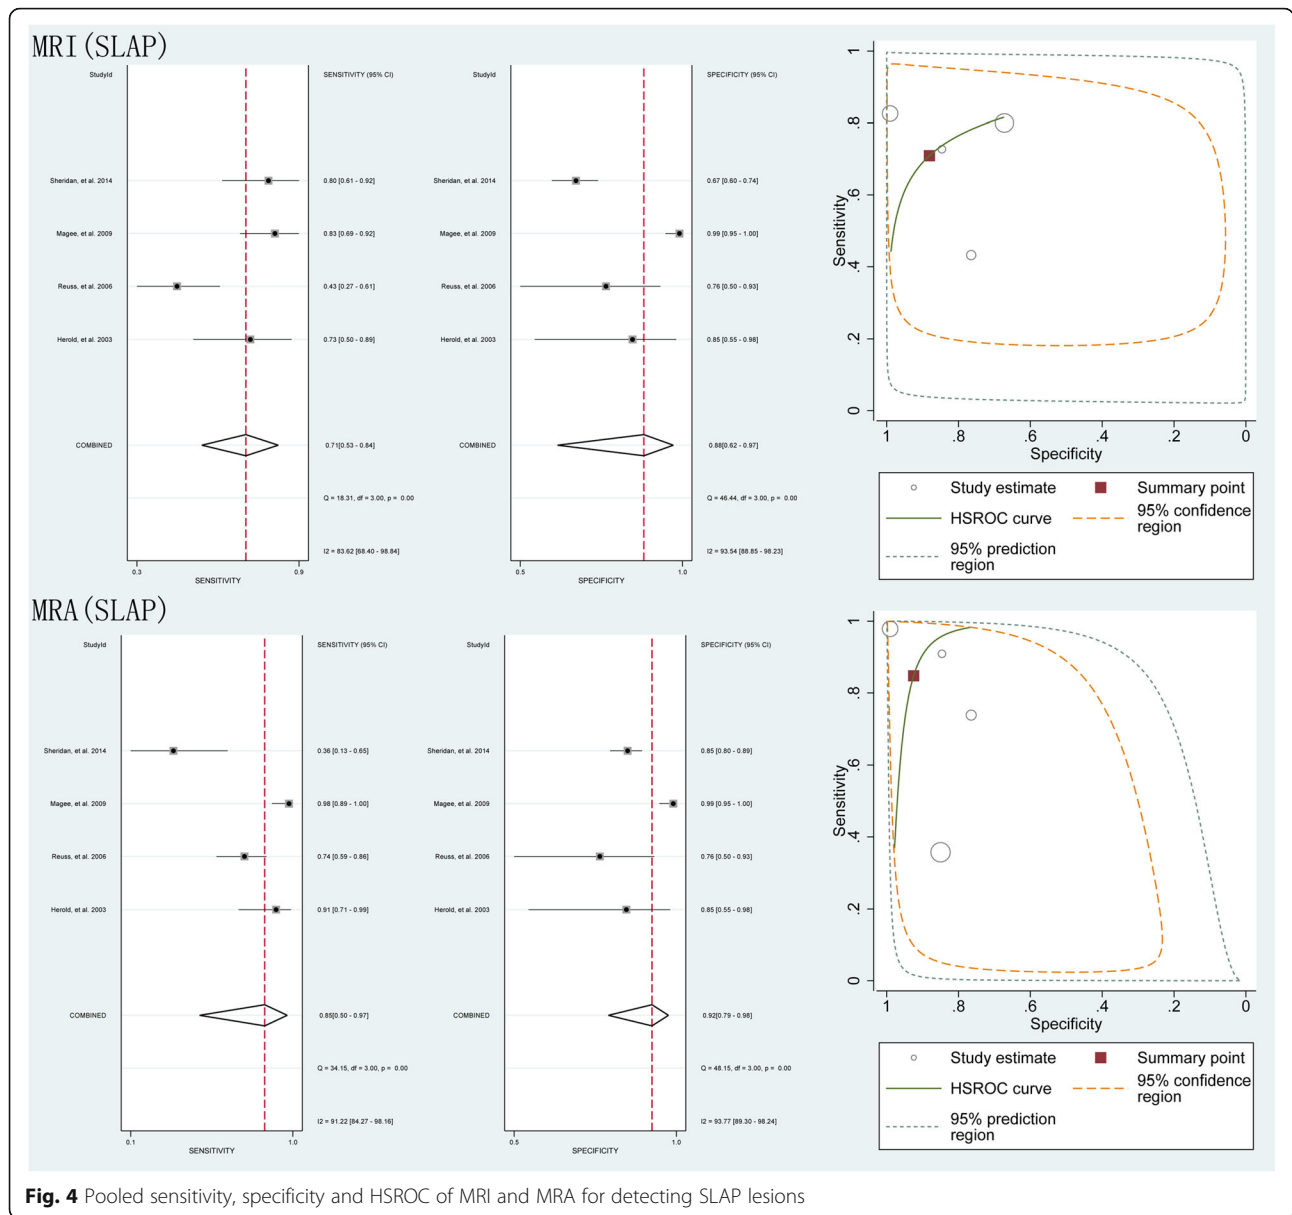 MRI(SLAP)
StudyId
SENSITIVITY (95% CI)
Sheridan, et al. 2014
0.80 [0.61 - 0.92]
Magee, et al. 2009
0.83 [0.69 - 0.92]
Reuss, et al. 2006
0.43 [0.27 - 0.61]
Herold, et al. 2003
0.73 [0.50 - 0.89]
COMBINED
0.71[0.53 - 0.84]
Q = 18.31, df = 3.00, p = 0.00
I2 = 83.62 [68.40 - 98.84]
0.3
0.9
SENSITIVITY
StudyId
SPECIFICITY (95% CI)
Sheridan, et al. 2014
0.67 [0.60 - 0.74]
Magee, et al. 2009
0.99 [0.95 - 1.00]
Reuss, et al. 2006
0.76 [0.50 - 0.93]
Herold, et al. 2003
0.85 [0.55 - 0.98]
COMBINED
0.88[0.62 - 0.97]
Q = 46.44, df = 3.00, p = 0.00
I2 = 93.54 [88.85 - 98.23]
0.5
1.0
SPECIFICITY
1
.8
.6
.4
.2
0
Sensitivity
1
.8
.6
.4
.2
0
Specificity
Study estimate
Summary point
HSROC curve
95% confidence
region
95% prediction
region
MRA(SLAP)
StudyId
SENSITIVITY (95% CI)
Sheridan, et al. 2014
0.36 [0.13 - 0.65]
Magee, et al. 2009
0.98 [0.89 - 1.00]
Reuss, et al. 2006
0.74 [0.59 - 0.86]
Herold, et al. 2003
0.91 [0.71 - 0.99]
COMBINED
0.85[0.50 - 0.97]
Q = 34.15, df = 3.00, p = 0.00
I2 = 91.22 [84.27 - 98.16]
0.1
1.0
SENSITIVITY
StudyId
SPECIFICITY (95% CI)
Sheridan, et al. 2014
0.85 [0.80 - 0.89]
Magee, et al. 2009
0.99 [0.95 - 1.00]
Reuss, et al. 2006
0.76 [0.50 - 0.93]
Herold, et al. 2003
0.85 [0.55 - 0.98]
COMBINED
0.92[0.79 - 0.98]
Q = 48.15, df = 3.00, p = 0.00
I2 = 93.77 [89.30 - 98.24]
0.5
1.0
SPECIFICITY
1
.8
.6
.4
.2
0
Sensitivity
1
.8
.6
.4
.2
0
Specificity
Study estimate
Summary point
HSROC curve
95% confidence
region
95% prediction
region
Fig. 4 Pooled sensitivity, specificity and HSROC of MRI and MRA for detecting SLAP lesions